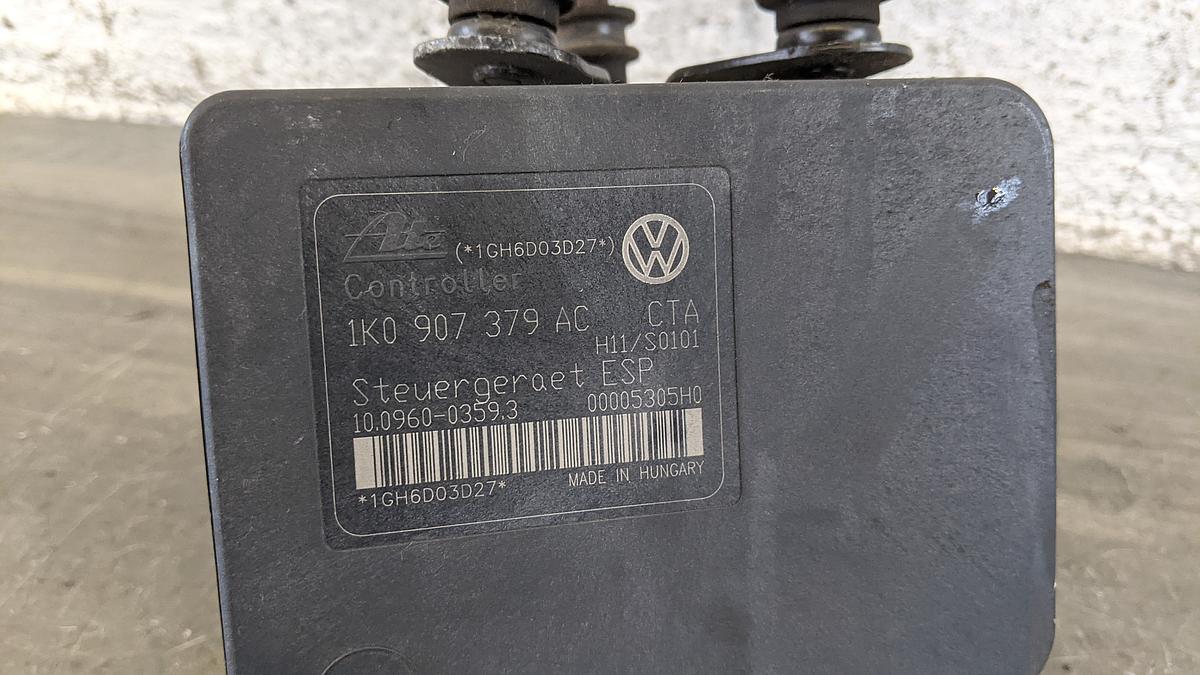 Ate (*1GH6D03D27*)
Controller
1K0 907 379 AC CTA
H11/S0101
Steuergeraet ESP
10.0960-0359.3 00005305H0
*1GH6D03D27* MADE IN HUNGARY